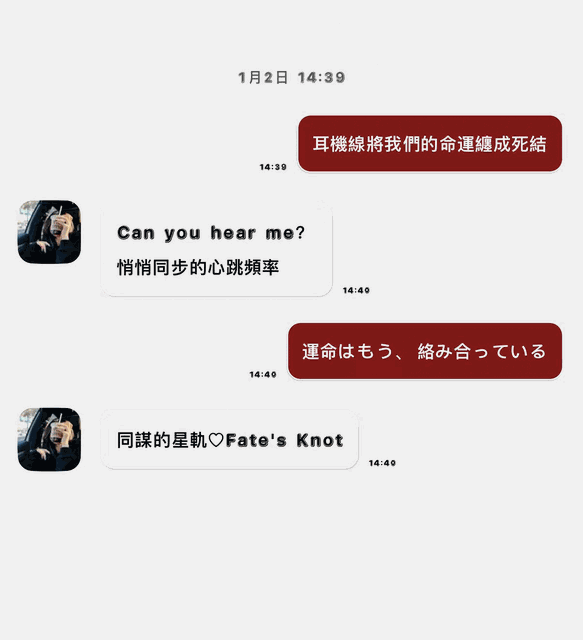 1月2日 14:39
耳機線將我們的命運纏成死結
14:39
Can you hear me?
悄悄同步的心跳頻率
14:40
運命はもう、 絡み合っている
14:40
同謀的星軌♡Fate's Knot
14:40